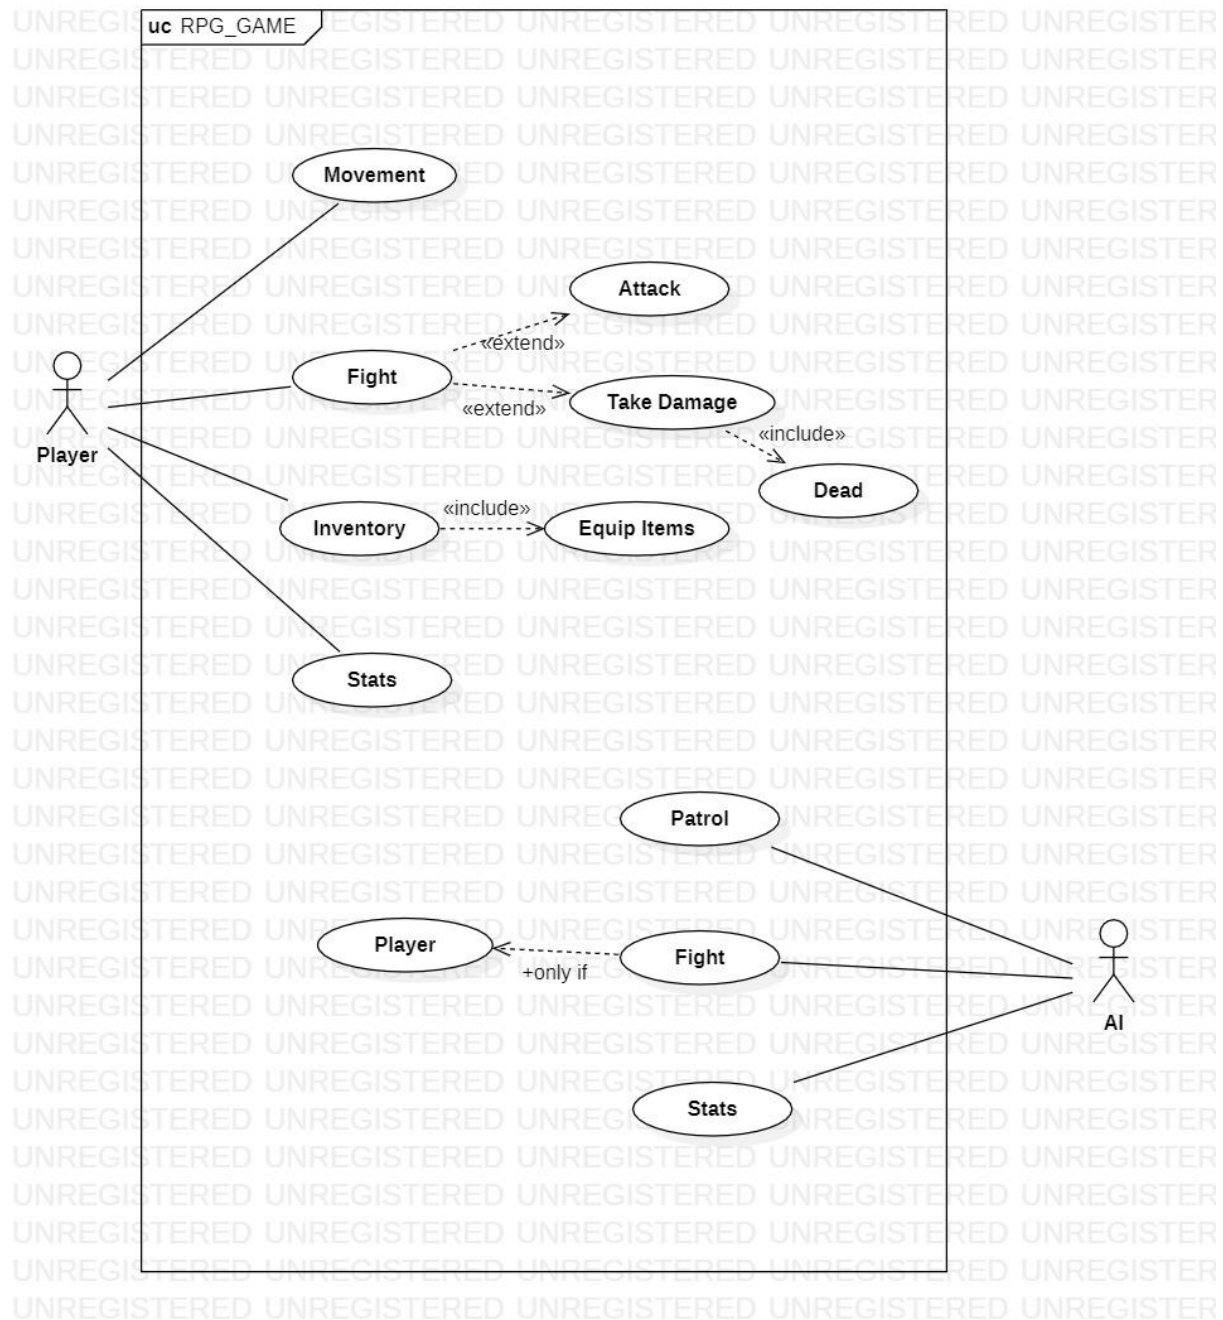 uc RPG_GAME
Movement
Attack
«extend»
Fight
Take Damage
«extend»
«include»
Player
Dead
«include»
Inventory
Equip Items
Stats
Patrol
Player
Fight
+only if
AI
Stats
UNREGISTERED